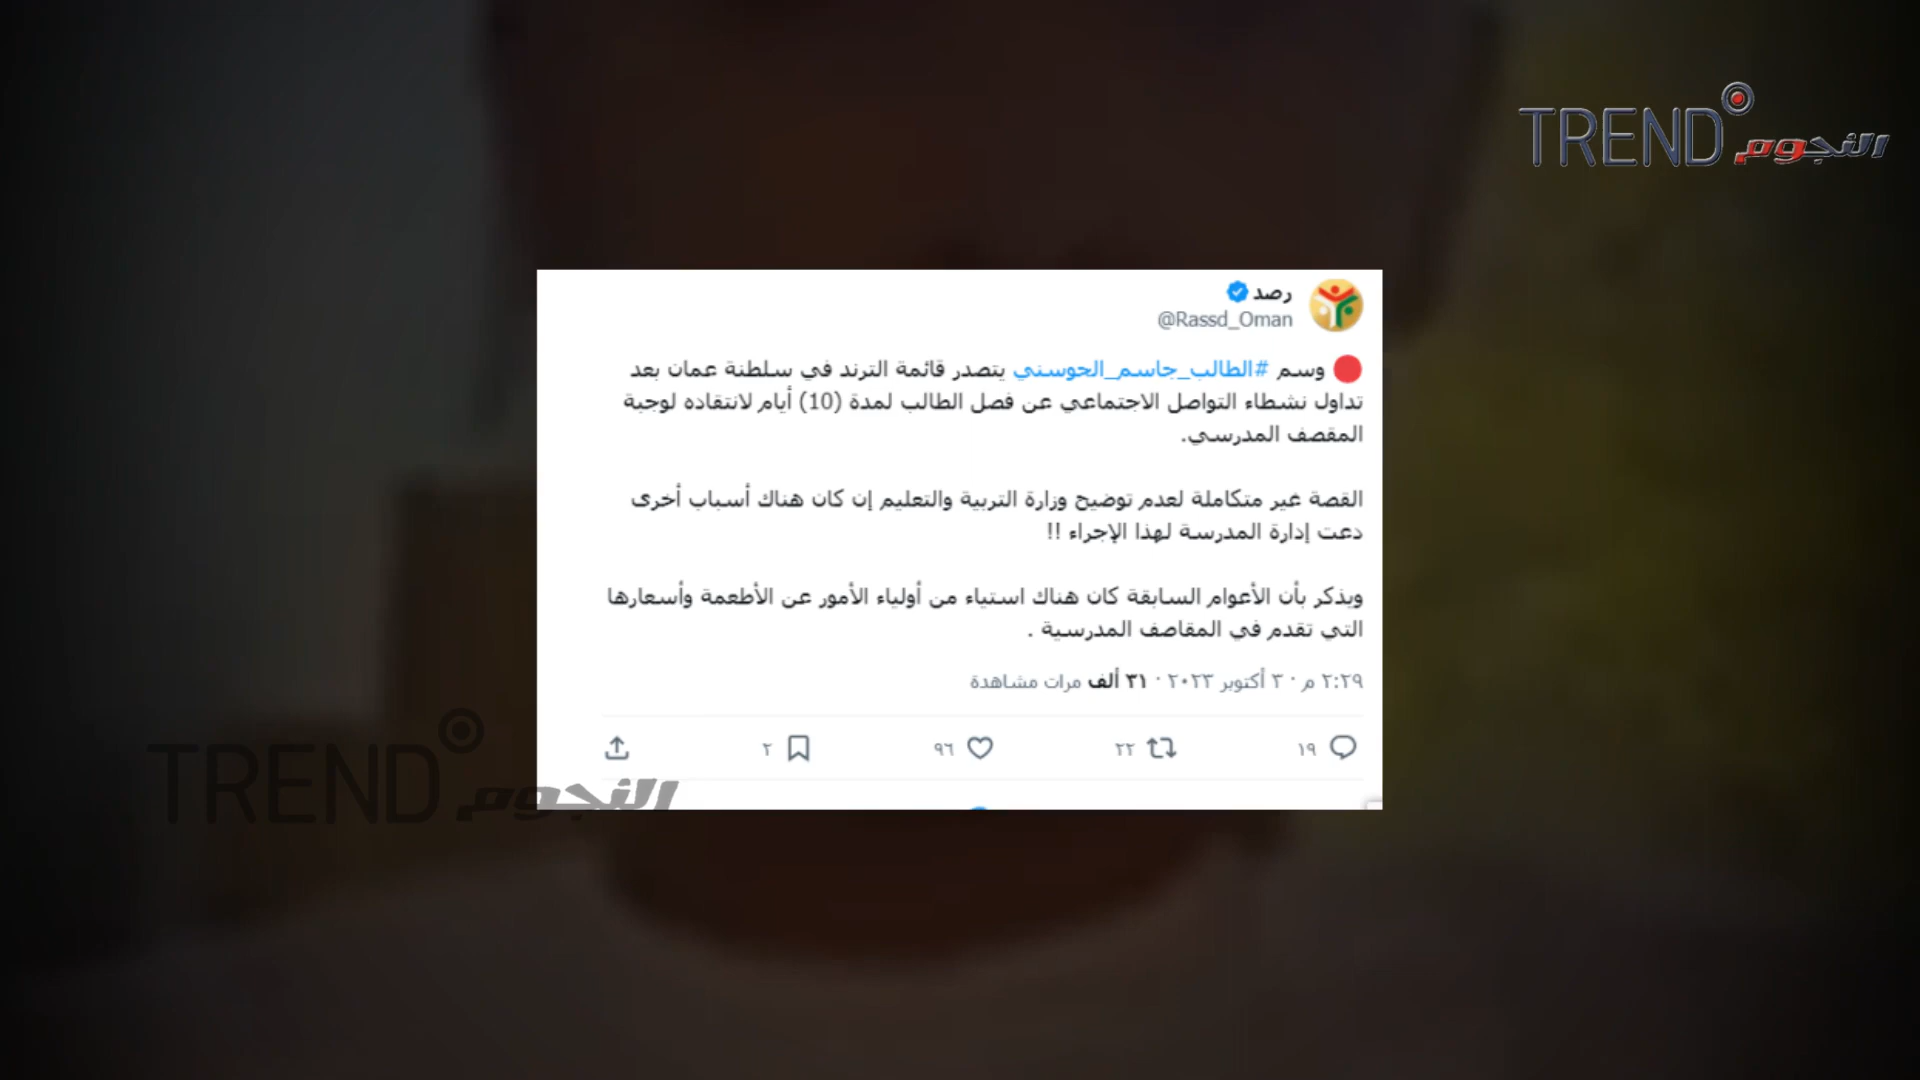 TREND النجوم
رصد
@Rassd_Oman
وسم #الطالب_جاسم_الحوسني يتصدر قائمة الترند في سلطنة عمان بعد
تداول نشطاء التواصل الاجتماعي عن فصل الطالب لمدة (10) أيام لانتقاده لوجبة
المقصف المدرسي.
القصة غير متكاملة لعدم توضيح وزارة التربية والتعليم إن كان هناك أسباب أخرى
دعت إدارة المدرسة لهذا الإجراء !!
ويذكر بأن الأعوام السابقة كان هناك استياء من أولياء الأمور عن الأطعمة وأسعارها
التي تقدم في المقاصف المدرسية .
٢:٢٩ م · ٣ أكتوبر ٢٠٢٣ · ٣١ ألف مرات مشاهدة
١٩ ٢٢ ٩٦ ٢
TREND النجوم